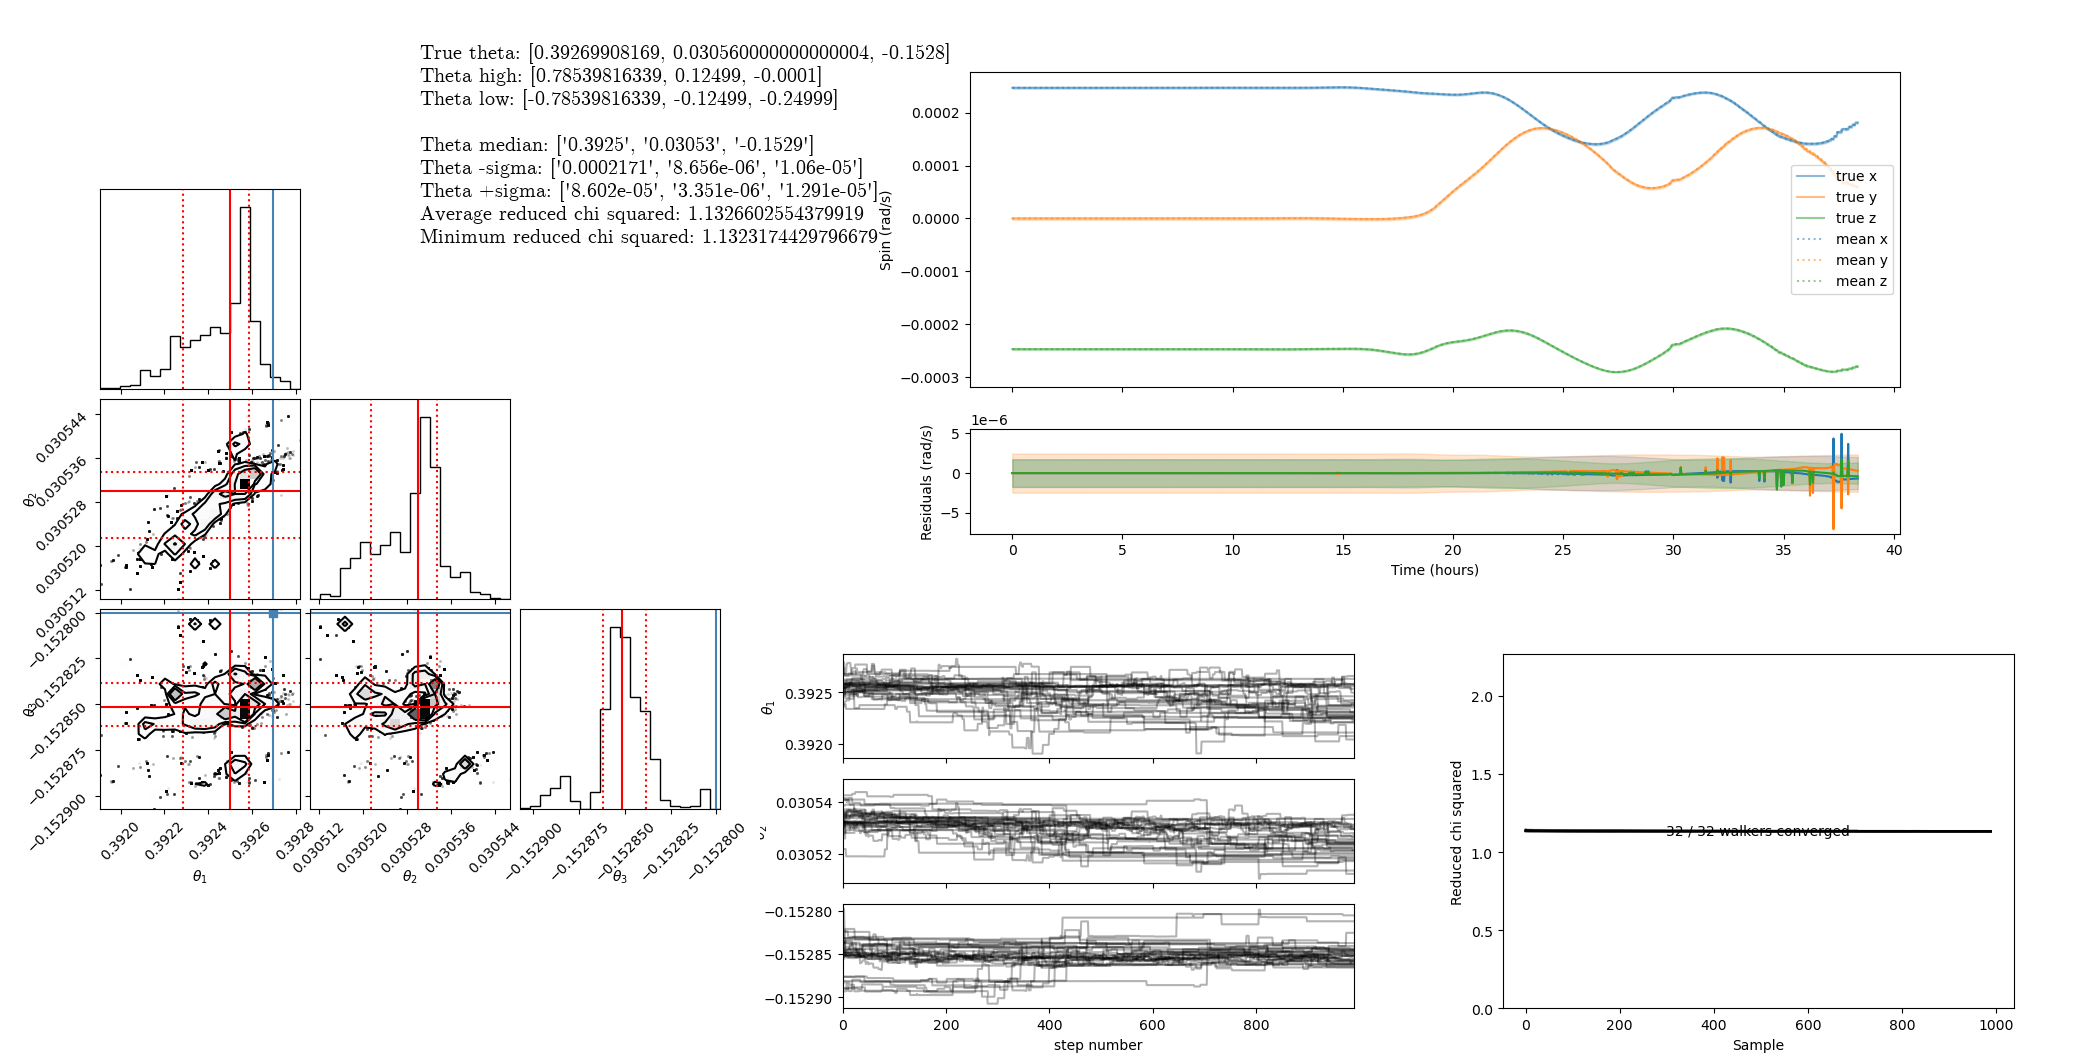 True theta: [0.39269908169, 0.030560000000000004, -0.1528]
Theta high: [0.78539816339, 0.12499, -0.0001]
Theta low: [-0.78539816339, -0.12499, -0.24999]
Theta median: ['0.3925', '0.03053', '-0.1529']
Theta -sigma: ['0.0002171', '8.656e-06', '1.06e-05']
Theta +sigma: ['8.602e-05', '3.351e-06', '1.291e-05']
Average reduced chi squared: 1.1326602554379919
Minimum reduced chi squared: 1.1323174429796679
Spin (rad/s)
0.0002
0.0001
0.0000
−0.0001
−0.0002
−0.0003
true x
true y
true z
mean x
mean y
mean z
1e−6
Residuals (rad/s)
5
0
−5
0 5 10 15 20 25 30 35 40
Time (hours)
θ2
0.030544
0.030536
0.030528
0.030520
0.030512
θ3
−0.152800
−0.152825
−0.152850
−0.152875
−0.152900
0.3920 0.3922 0.3924 0.3926 0.3928
θ1
0.030512 0.030520 0.030528 0.030536 0.030544
θ2
−0.152900 −0.152875 −0.152850 −0.152825 −0.152800
θ3
θ1
0.3925
0.3920
0.03054
0.03052
−0.15280
−0.15285
−0.15290
0 200 400 600 800
step number
Reduced chi squared
2.0
1.5
1.0
0.5
0.0
32 / 32 walkers converged
0 200 400 600 800 1000
Sample